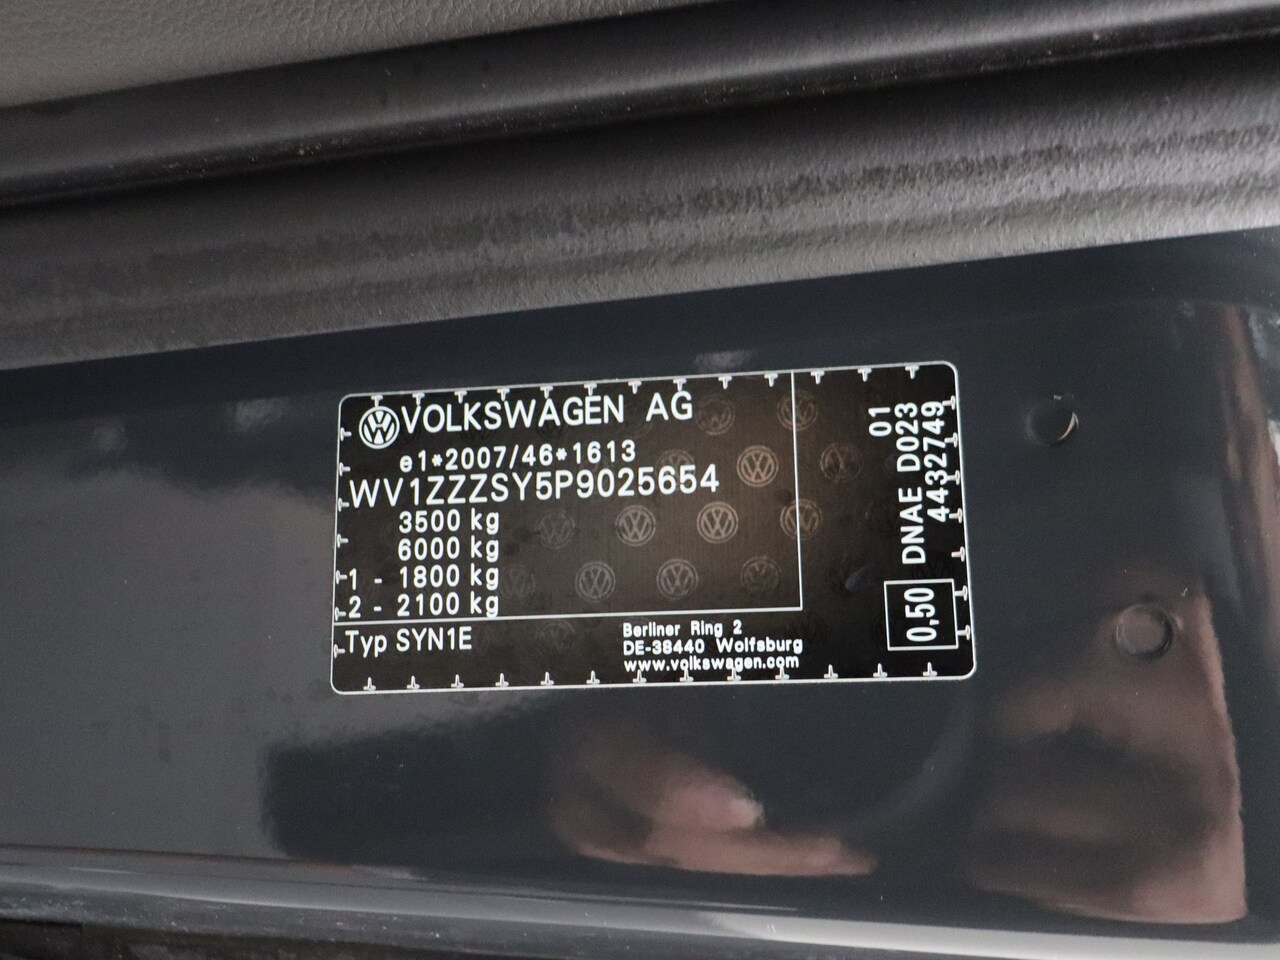 VOLKSWAGEN AG
e1*2007/46*1613
WV1ZZZSY5P9025654
3500 kg
6000 kg
1 - 1800 kg
2 - 2100 kg
Typ SYN1E
Berliner Ring 2
DE-38440 Wolfsburg
www.volkswagen.com
01
DNAE D023
4432749
0,50